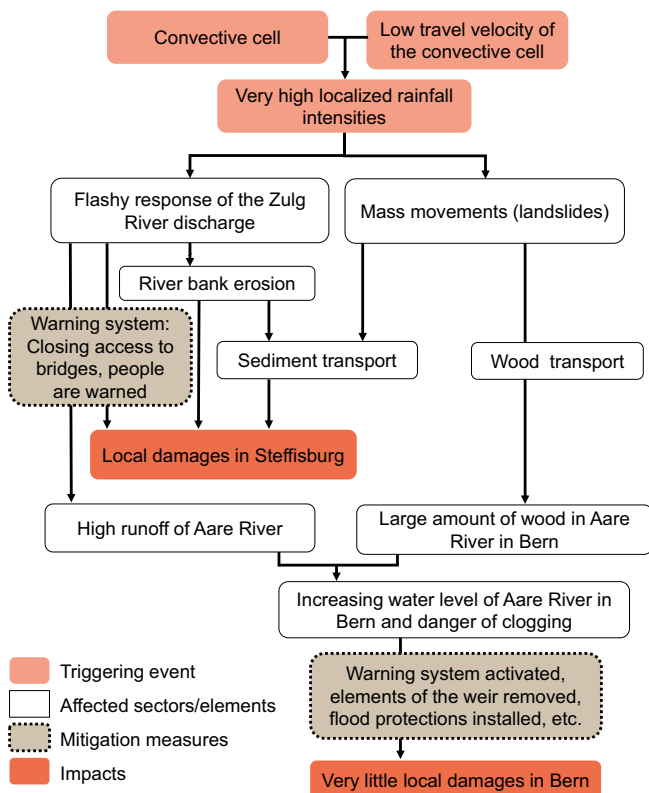 Convective cell
Low travel velocity of
the convective cell
Very high localized rainfall
intensities
Flashy response of the Zulg
River discharge
Mass movements (landslides)
River bank erosion
Warning system:
Closing access to
bridges, people
are warned
Sediment transport
Wood transport
Local damages in Steffisburg
High runoff of Aare River
Large amount of wood in Aare
River in Bern
Increasing water level of Aare River in
Bern and danger of clogging
Warning system activated,
elements of the weir removed,
flood protections installed, etc.
Very little local damages in Bern
Triggering event
Affected sectors/elements
Mitigation measures
Impacts